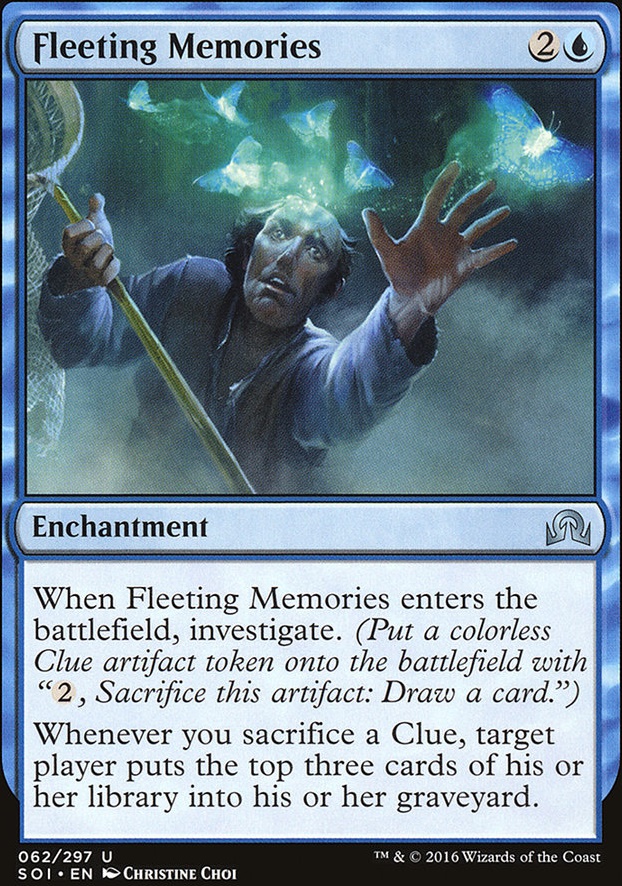 Fleeting Memories 2
Enchantment
When Fleeting Memories enters the
battlefield, investigate. (Put a colorless
Clue artifact token onto the battlefield with
“2, Sacrifice this artifact: Draw a card.”)
Whenever you sacrifice a Clue, target
player puts the top three cards of his or
her library into his or her graveyard.
062/297 U
SOI • EN Christine Choi
™ & © 2016 Wizards of the Coast